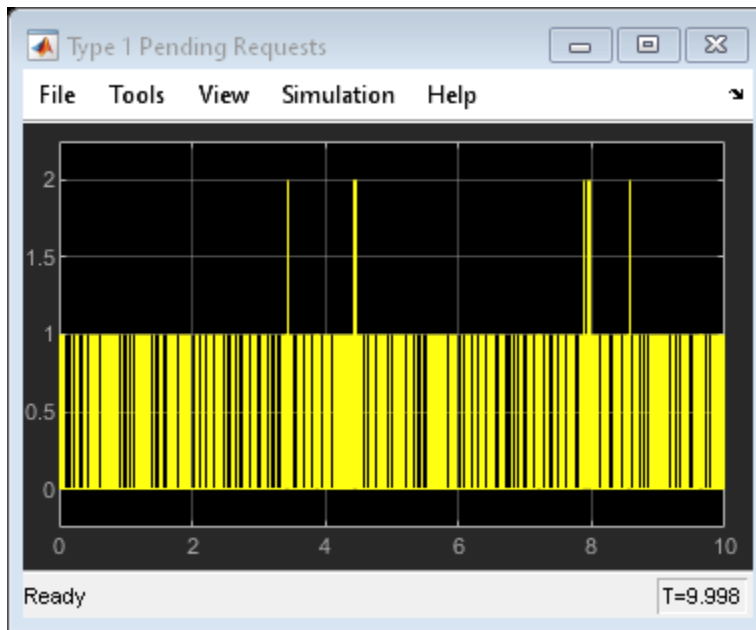 Type 1 Pending Requests
File Tools View Simulation Help
2
1.5
1
0.5
0
0 2 4 6 8 10
Ready T=9.998